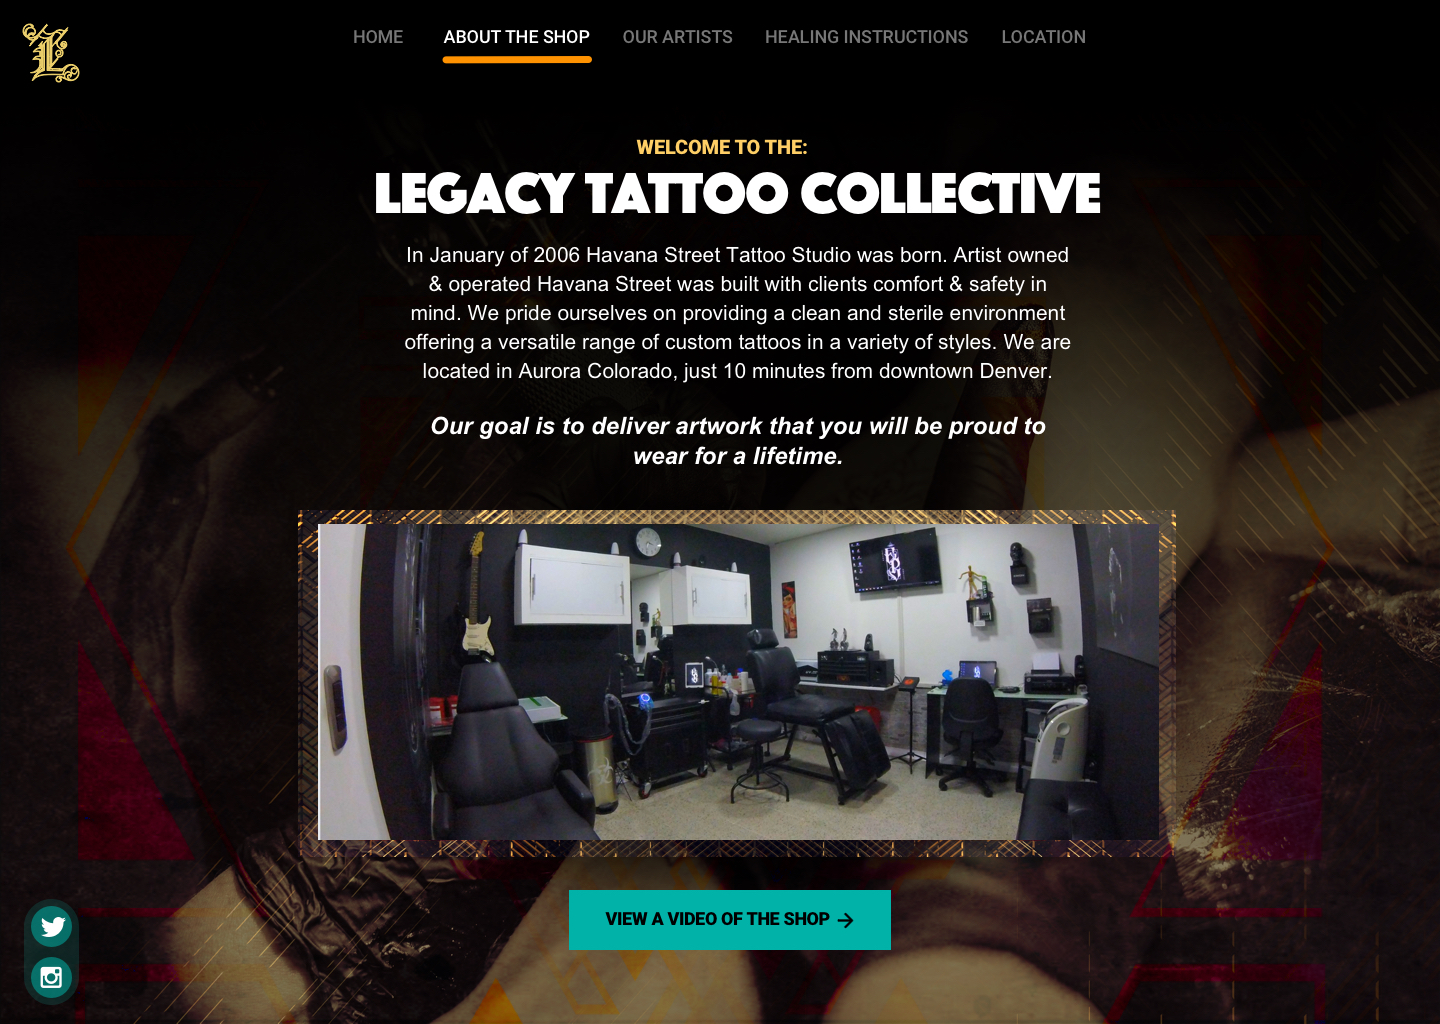 HOME ABOUT THE SHOP OUR ARTISTS HEALING INSTRUCTIONS LOCATION
WELCOME TO THE:
LEGACY TATTOO COLLECTIVE
In January of 2006 Havana Street Tattoo Studio was born. Artist owned
& operated Havana Street was built with clients comfort & safety in
mind. We pride ourselves on providing a clean and sterile environment
offering a versatile range of custom tattoos in a variety of styles. We are
located in Aurora Colorado, just 10 minutes from downtown Denver.
Our goal is to deliver artwork that you will be proud to
wear for a lifetime.
VIEW A VIDEO OF THE SHOP →